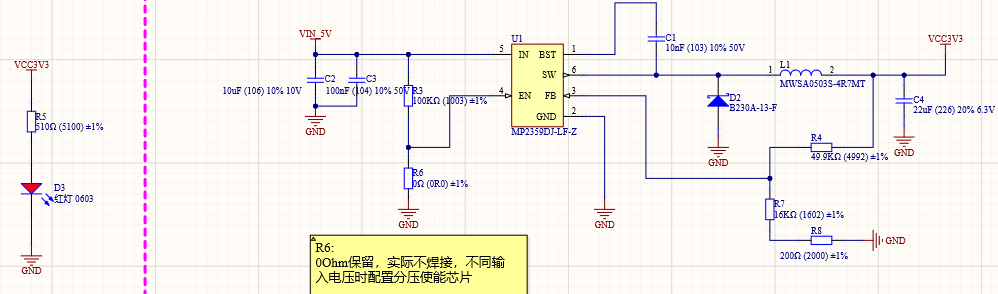 VCC3V3
R5
510Ω (5100) ±1%
D3
红灯 0603
GND
VIN_5V
C2
10uF (106) 10% 10V
C3
100nF (104) 10% 50V
R3
100KΩ (1003) ±1%
GND
R6
0Ω (0R0) ±1%
GND
U1
5
IN
BST
1
SW
6
4
EN
FB
3
GND
2
MP2359DJ-LF-Z
C1
10nF (103) 10% 50V
GND
D2
B230A-13-F
GND
L1
1
2
MWSA0503S-4R7MT
VCC3V3
C4
22uF (226) 20% 6.3V
GND
R4
49.9KΩ (4992) ±1%
R7
16KΩ (1602) ±1%
R8
200Ω (2000) ±1%
GND
R6:
0Ohm保留，实际不焊接，不同输
入电压时配置分压使能芯片